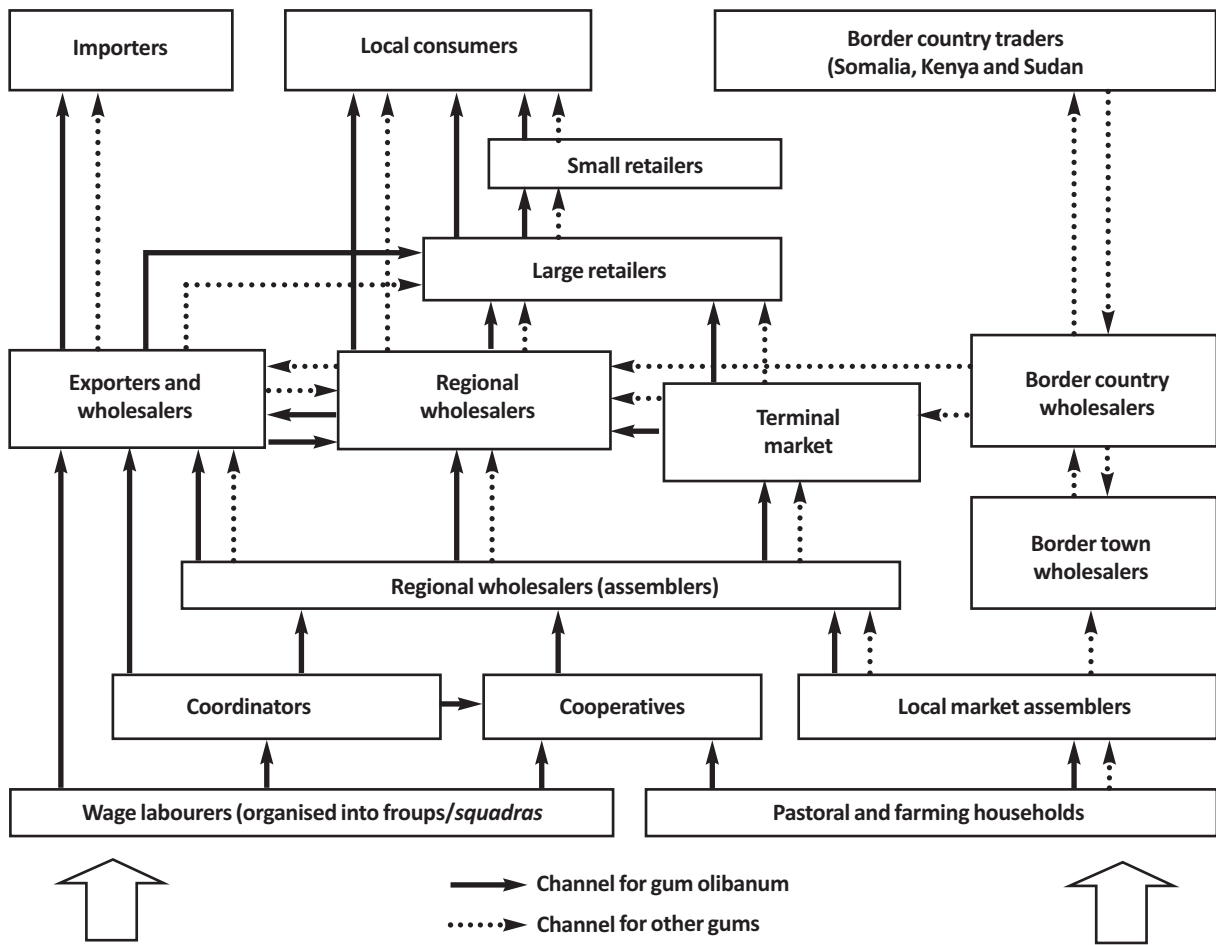 Importers
Local consumers
Border country traders
(Somalia, Kenya and Sudan
Small retailers
Large retailers
Exporters and
wholesalers
Regional
wholesalers
Terminal
market
Border country
wholesalers
Border town
wholesalers
Regional wholesalers (assemblers)
Coordinators
Cooperatives
Local market assemblers
Wage labourers (organised into froups/squadras
Pastoral and farming households
Channel for gum olibanum
Channel for other gums